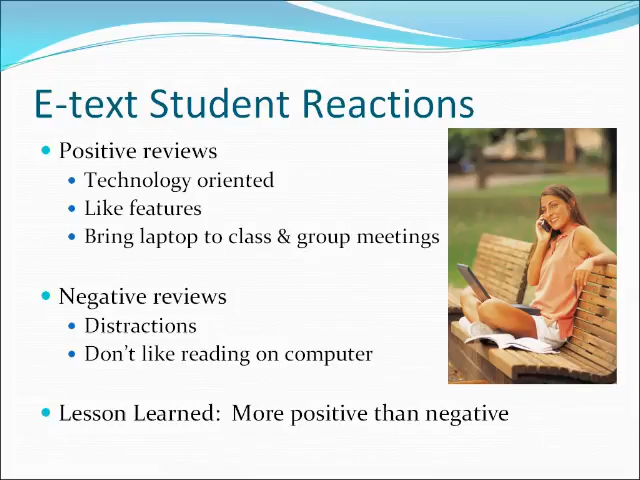 E-text Student Reactions
Positive reviews
Technology oriented
Like features
Bring laptop to class & group meetings
Negative reviews
Distractions
Don’t like reading on computer
Lesson Learned:  More positive than negative